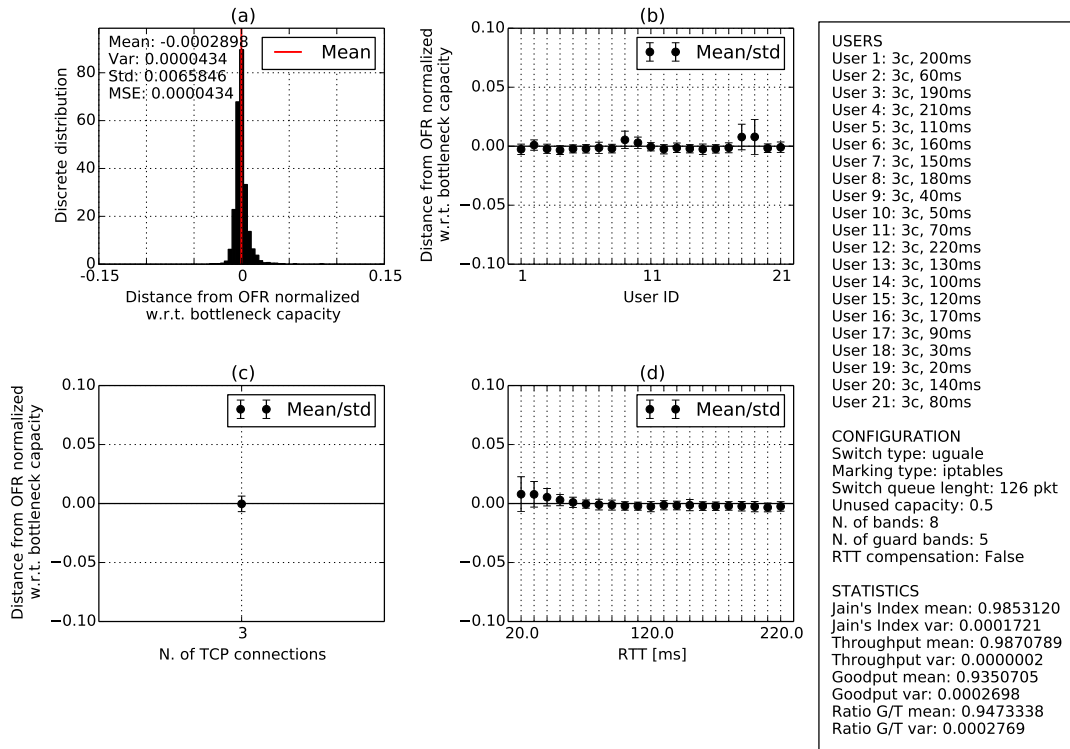 (a)
Mean: -0.0002898
Var: 0.0000434
Std: 0.0065846
MSE: 0.0000434
Mean
Discrete distribution
80
60
40
20
0
-0.15
0
0.15
Distance from OFR normalized
w.r.t. bottleneck capacity
(b)
Mean/std
Distance from OFR normalized
w.r.t. bottleneck capacity
0.10
0.05
0.00
−0.05
−0.10
1
11
21
User ID
(c)
Mean/std
Distance from OFR normalized
w.r.t. bottleneck capacity
0.10
0.05
0.00
−0.05
−0.10
3
N. of TCP connections
(d)
Mean/std
0.10
0.05
0.00
−0.05
−0.10
20.0
120.0
220.0
RTT [ms]
USERS
User 1: 3c, 200ms
User 2: 3c, 60ms
User 3: 3c, 190ms
User 4: 3c, 210ms
User 5: 3c, 110ms
User 6: 3c, 160ms
User 7: 3c, 150ms
User 8: 3c, 180ms
User 9: 3c, 40ms
User 10: 3c, 50ms
User 11: 3c, 70ms
User 12: 3c, 220ms
User 13: 3c, 130ms
User 14: 3c, 100ms
User 15: 3c, 120ms
User 16: 3c, 170ms
User 17: 3c, 90ms
User 18: 3c, 30ms
User 19: 3c, 20ms
User 20: 3c, 140ms
User 21: 3c, 80ms
CONFIGURATION
Switch type: uguale
Marking type: iptables
Switch queue lenght: 126 pkt
Unused capacity: 0.5
N. of bands: 8
N. of guard bands: 5
RTT compensation: False
STATISTICS
Jain's Index mean: 0.9853120
Jain's Index var: 0.0001721
Throughput mean: 0.9870789
Throughput var: 0.0000002
Goodput mean: 0.9350705
Goodput var: 0.0002698
Ratio G/T mean: 0.9473338
Ratio G/T var: 0.0002769